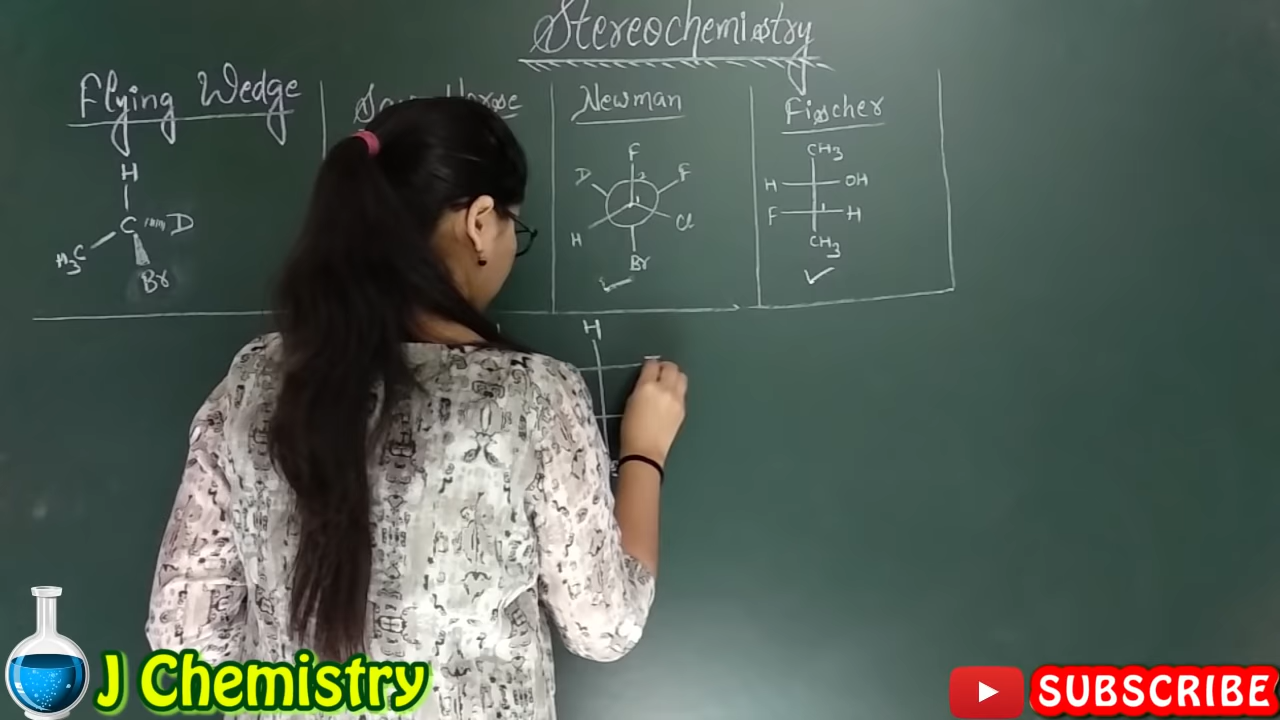 Stereochemistry
Flying Wedge
Newman
Fischer
H
C D
H3C
Br
F
D F
H Cl
Br
CH3
H OH
F H
CH3
H
J Chemistry
SUBSCRIBE